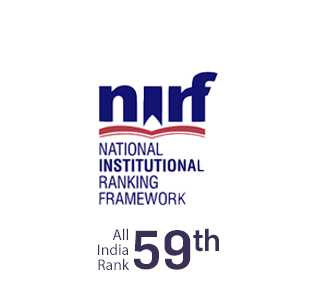 nirf
NATIONAL
INSTITUTIONAL
RANKING
FRAMEWORK
All
India
Rank
59th